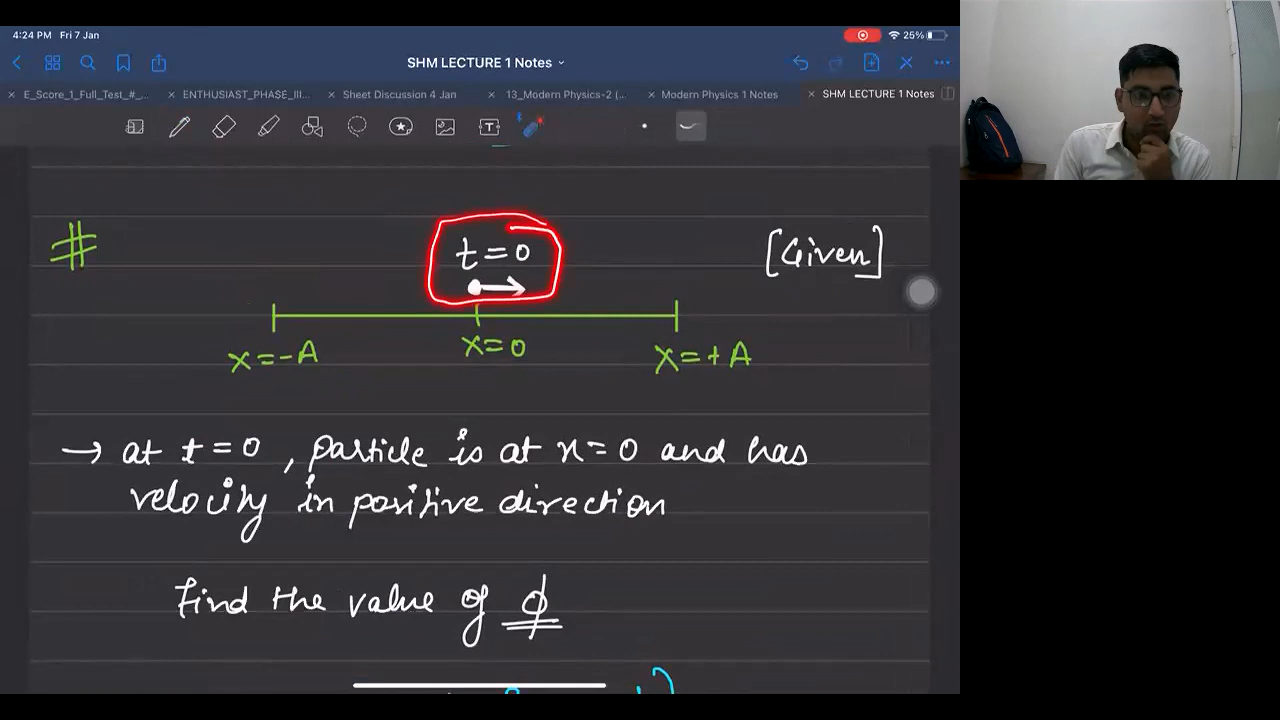 4:24 PM Fri 7 Jan
25%
SHM LECTURE 1 Notes
E_Score_1_Full_Test_#_... ENTHUSIAST_PHASE_III... Sheet Discussion 4 Jan 13_Modern Physics-2 (... Modern Physics 1 Notes SHM LECTURE 1 Notes
# t=0 [Given]
x=-A x=0 x=+A
→ at t=0, particle is at x=0 and has
velocity in positive direction
find the value of ϕ